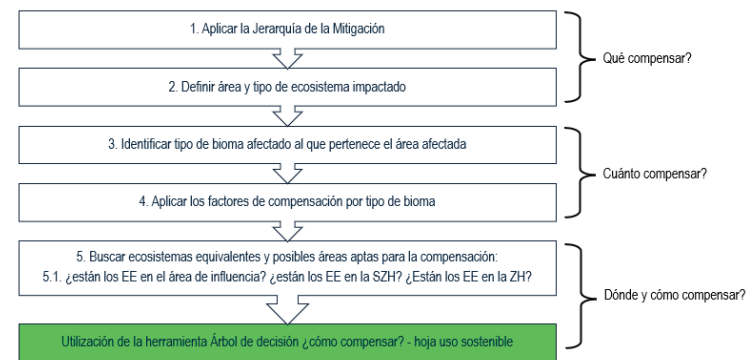 1. Aplicar la Jerarquía de la Mitigación
Qué compensar?
2. Definir área y tipo de ecosistema impactado
3. Identificar tipo de bioma afectado al que pertenece el área afectada
Cuánto compensar?
4. Aplicar los factores de compensación por tipo de bioma
5. Buscar ecosistemas equivalentes y posibles áreas aptas para la compensación:
5.1. ¿están los EE en el área de influencia? ¿están los EE en la SZH? ¿Están los EE en la ZH?
Dónde y cómo compensar?
Utilización de la herramienta Árbol de decisión ¿cómo compensar? - hoja uso sostenible